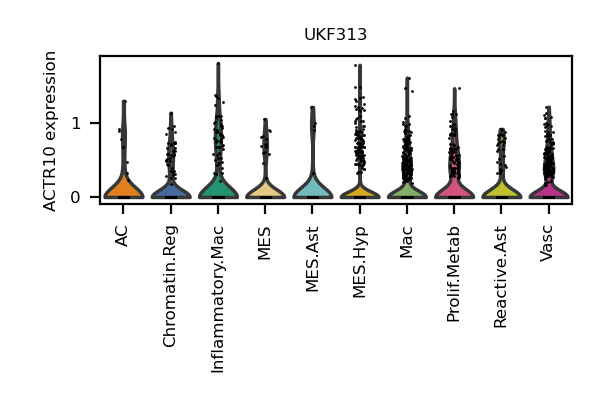 UKF313
ACTR10 expression
1
0
AC
Chromatin.Reg
Inflammatory.Mac
MES
MES.Ast
MES.Hyp
Mac
Prolif.Metab
Reactive.Ast
Vasc